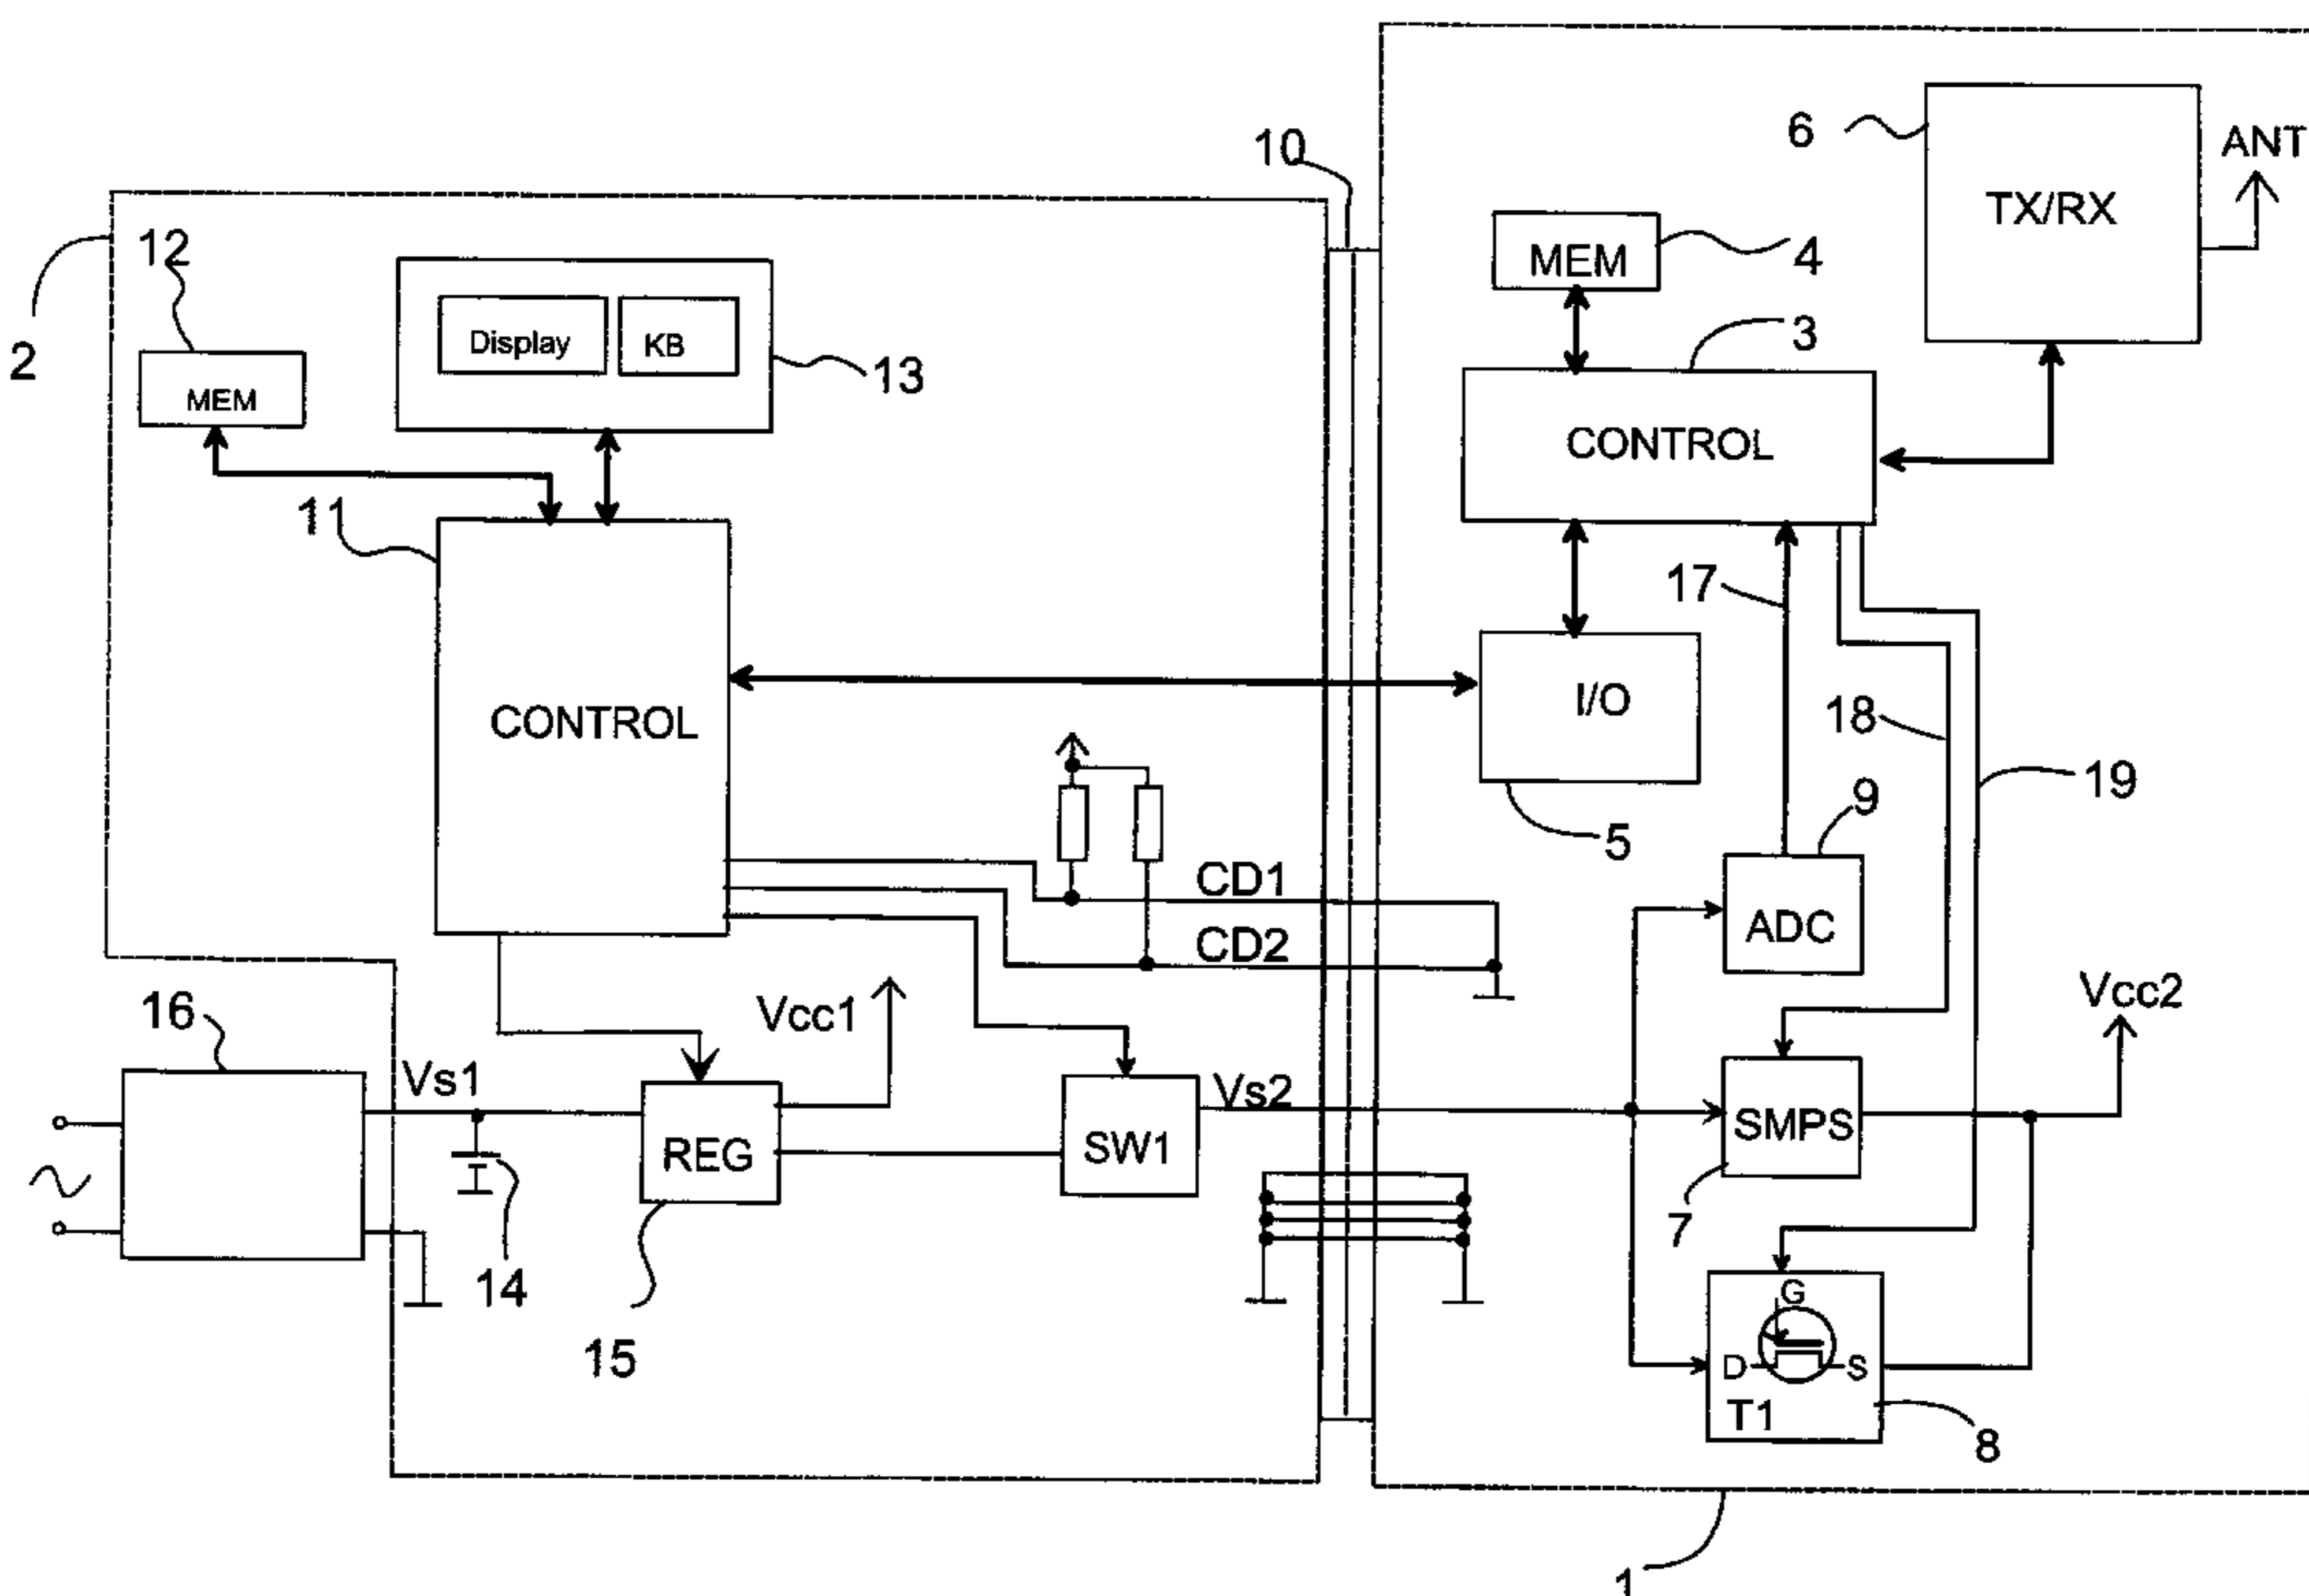 10
6
ANT
TX/RX
12
MEM
4
2
Display
KB
13
MEM
3
CONTROL
11
17
CONTROL
I/O
18
19
9
5
CD1
ADC
CD2
16
Vcc1
Vcc2
Vs1
Vs2
REG
SW1
SMPS
7
14
G
15
D
S
T1
8
1